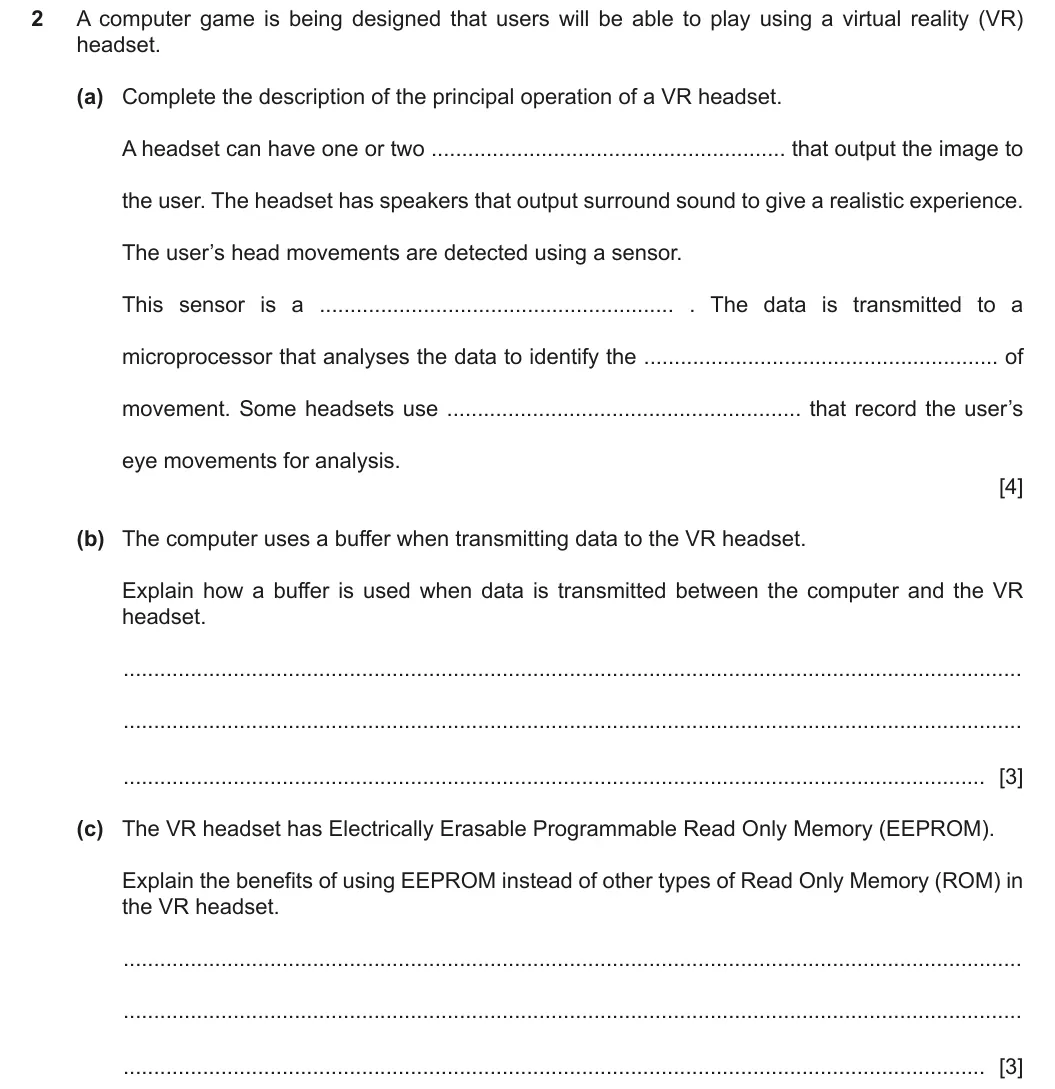 2 A computer game is being designed that users will be able to play using a virtual reality (VR)
headset.
(a) Complete the description of the principal operation of a VR headset.
A headset can have one or two .......................................................... that output the image to
the user. The headset has speakers that output surround sound to give a realistic experience.
The user’s head movements are detected using a sensor.
This sensor is a .......................................................... . The data is transmitted to a
microprocessor that analyses the data to identify the .......................................................... of
movement. Some headsets use .......................................................... that record the user’s
eye movements for analysis.
[4]
(b) The computer uses a buffer when transmitting data to the VR headset.
Explain how a buffer is used when data is transmitted between the computer and the VR
headset.
...................................................................................................................................................
...................................................................................................................................................
............................................................................................................................................. [3]
(c) The VR headset has Electrically Erasable Programmable Read Only Memory (EEPROM).
Explain the benefits of using EEPROM instead of other types of Read Only Memory (ROM) in
the VR headset.
...................................................................................................................................................
...................................................................................................................................................
............................................................................................................................................. [3]